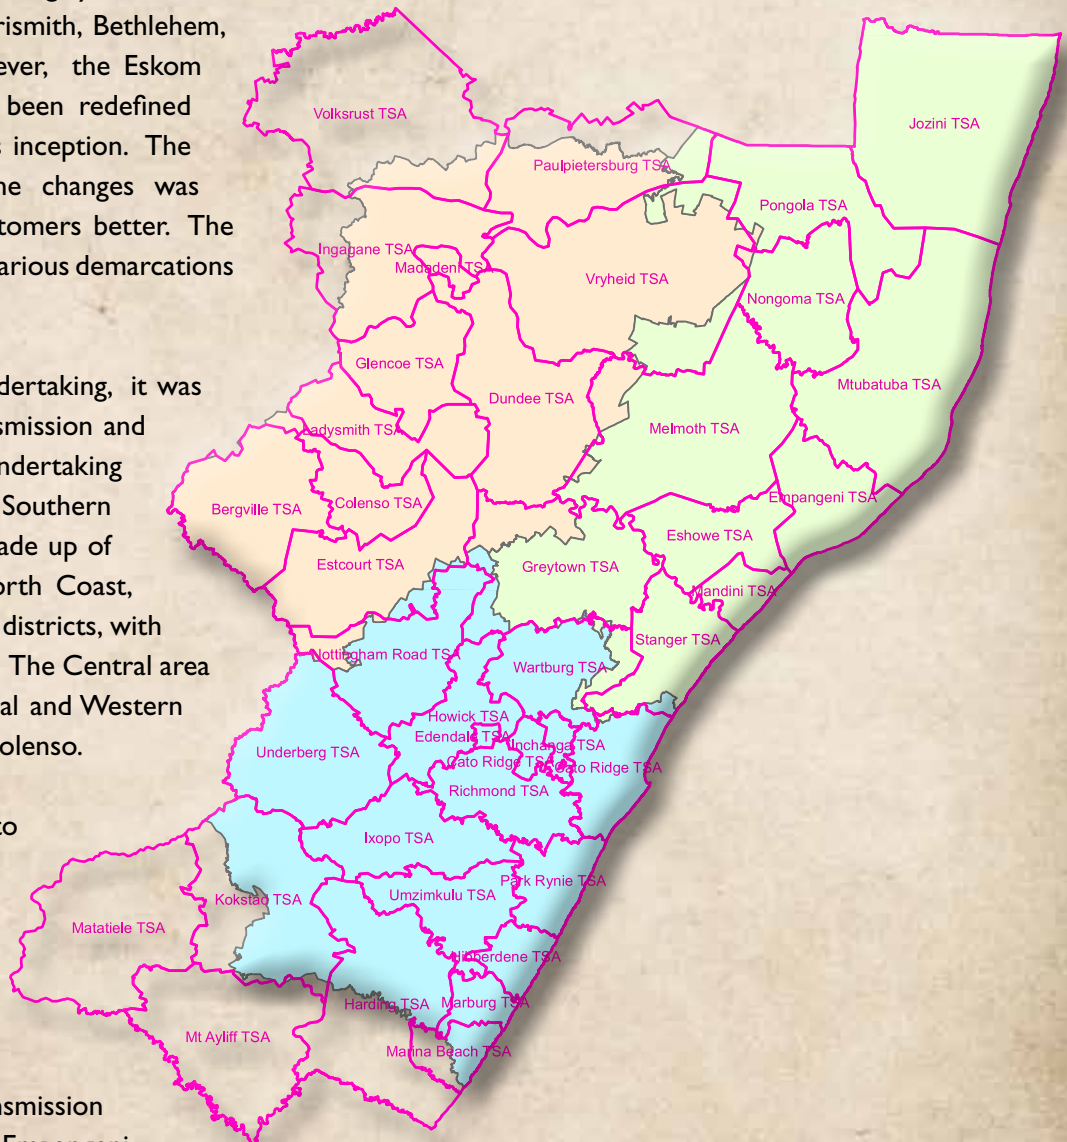 rismith, Bethlehem,
ever, the Eskom
been redefined
inception. The
changes was
tomers better. The
arious demarcations
dertaking, it was
smission and
ndertaking
Southern
ade up of
orth Coast,
districts, with
The Central area
al and Western
olenso.
to
nsmission
Volksrust TSA
Jozini TSA
Paulpietersburg TSA
Pongola TSA
Ingagane TSA
Madadeni TSA
Vryheid TSA
Nongoma TSA
Glencoe TSA
Dundee TSA
Mtubatuba TSA
Ladysmith TSA
Melmoth TSA
Bergville TSA
Colenso TSA
Empangeni TSA
Eshowe TSA
Estcourt TSA
Greytown TSA
Mandini TSA
Stanger TSA
Nottingham Road TSA
Wartburg TSA
Howick TSA
Edendale TSA
Inchanga TSA
Underberg TSA
Cato Ridge TSA
Cato Ridge TSA
Richmond TSA
Ixopo TSA
Park Rynie TSA
Umzimkulu TSA
Kokstad TSA
Matatiele TSA
Hibberdene TSA
Harding TSA
Marburg TSA
Mt Ayliff TSA
Marina Beach TSA